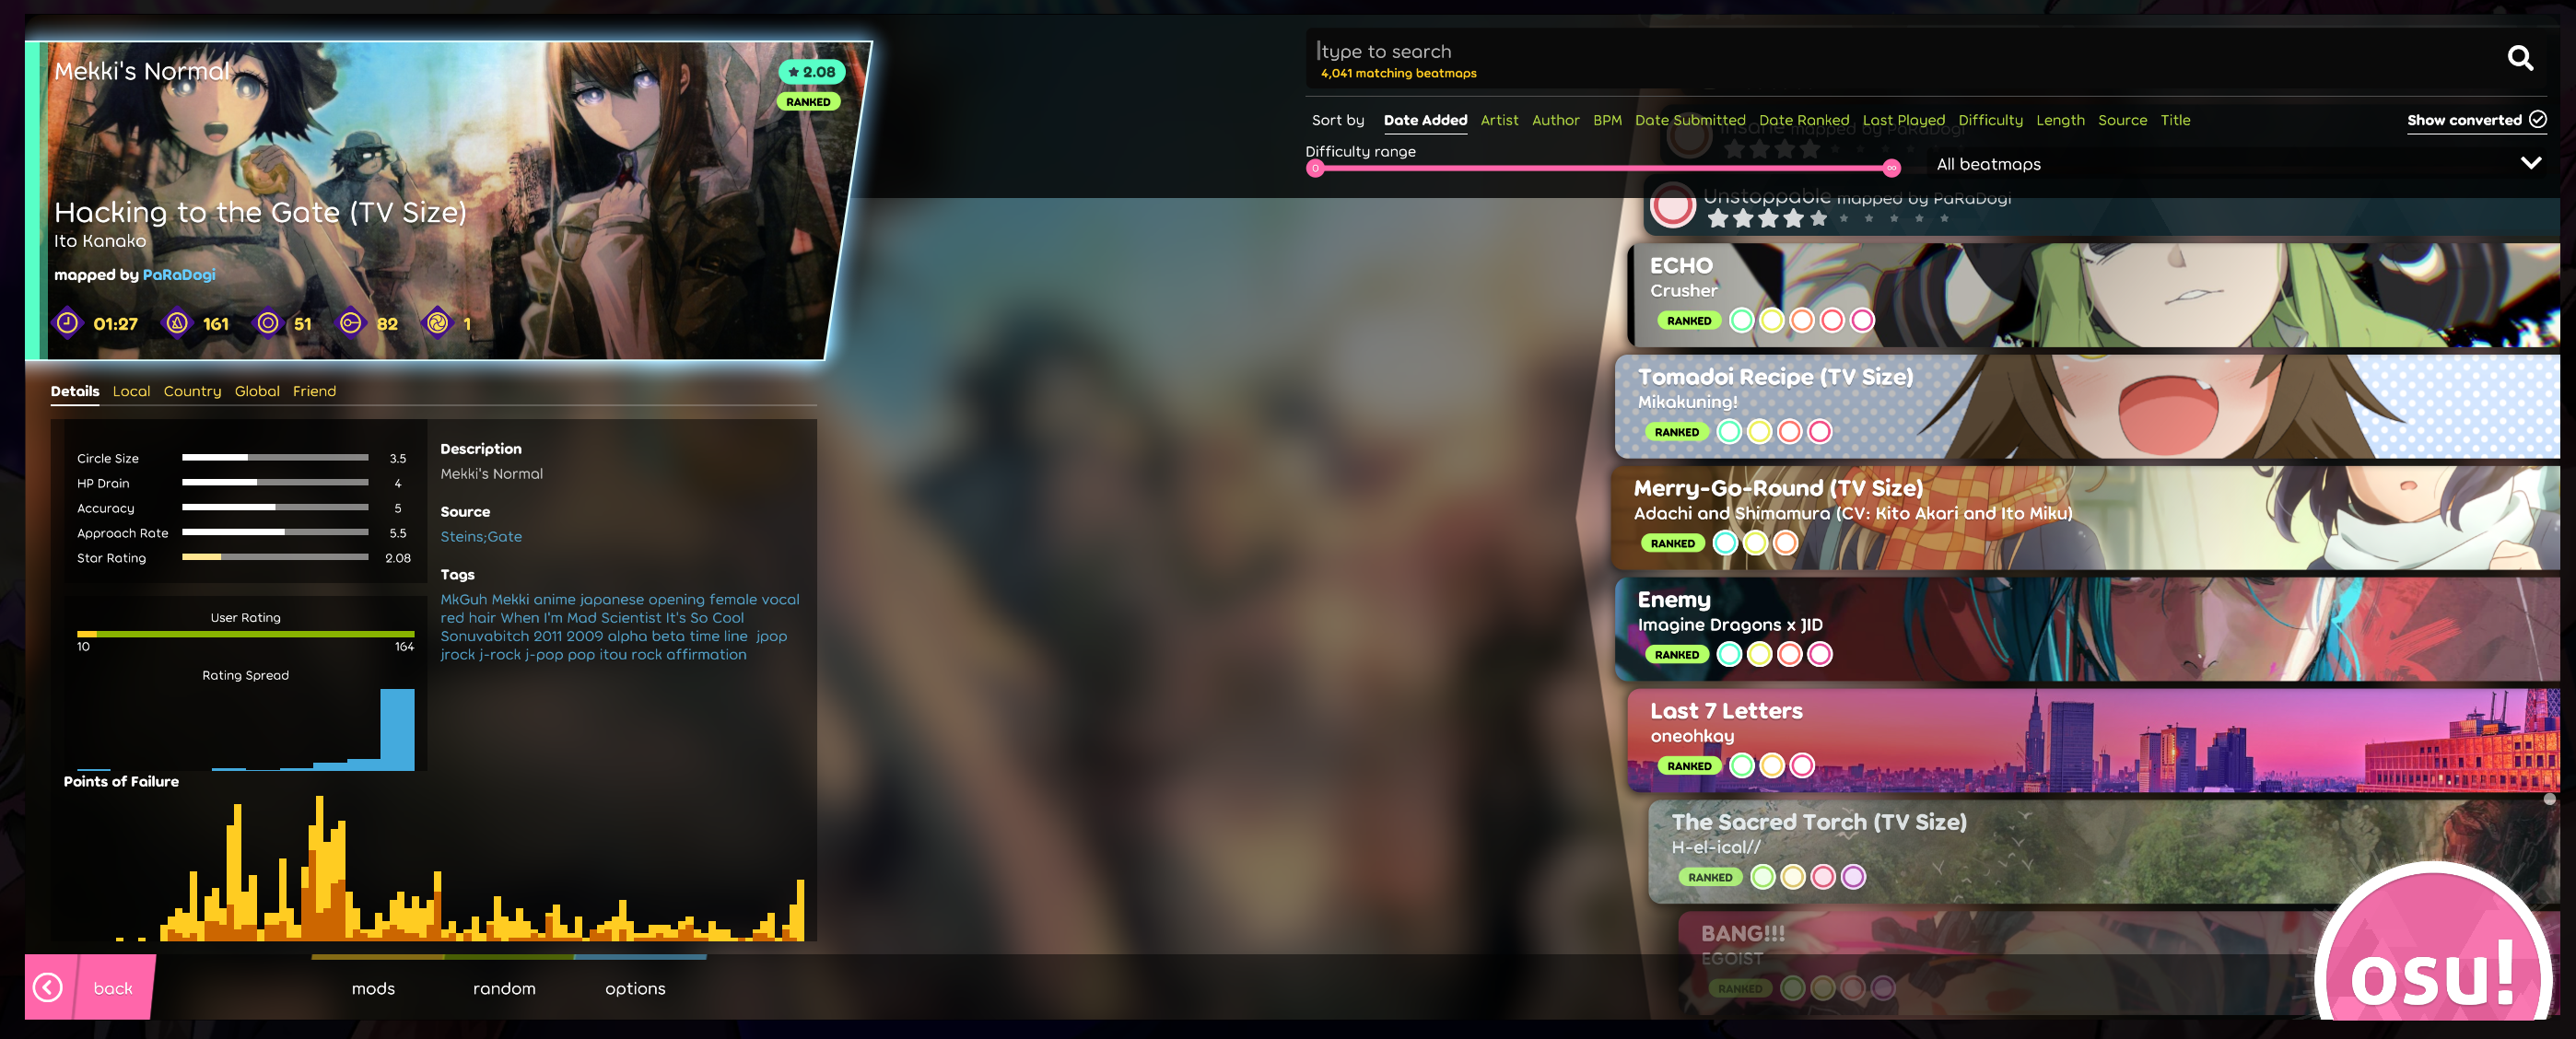 Mekki's Normal
2.08
RANKED
Hacking to the Gate (TV Size)
Ito Kanako
mapped by PaRaDogi
01:27 161 51 82 1
Details Local Country Global Friend
Circle Size 3.5
HP Drain 4
Accuracy 5
Approach Rate 5.5
Star Rating 2.08
User Rating
10 164
Rating Spread
Points of Failure
Description
Mekki's Normal
Source
Steins;Gate
Tags
MkGuh Mekki anime japanese opening female vocal
red hair When I'm Mad Scientist It's So Cool
Sonuvabitch 2011 2009 alpha beta time line jpop
jrock j-rock j-pop pop itou rock affirmation
back mods random options
type to search
4,041 matching beatmaps
Sort by Date Added Artist Author BPM Date Submitted Date Ranked Last Played Difficulty Length Source Title Show converted
Insane mapped by PaRaDogi
Difficulty range
0 ∞
All beatmaps
Unstoppable mapped by PaRaDogi
ECHO
Crusher
RANKED
Tomadoi Recipe (TV Size)
Mikakuning!
RANKED
Merry-Go-Round (TV Size)
Adachi and Shimamura (CV: Kito Akari and Ito Miku)
RANKED
Enemy
Imagine Dragons x JID
RANKED
Last 7 Letters
oneohkay
RANKED
The Sacred Torch (TV Size)
H-el-ical//
RANKED
BANG!!!
EGOIST
RANKED
osu!